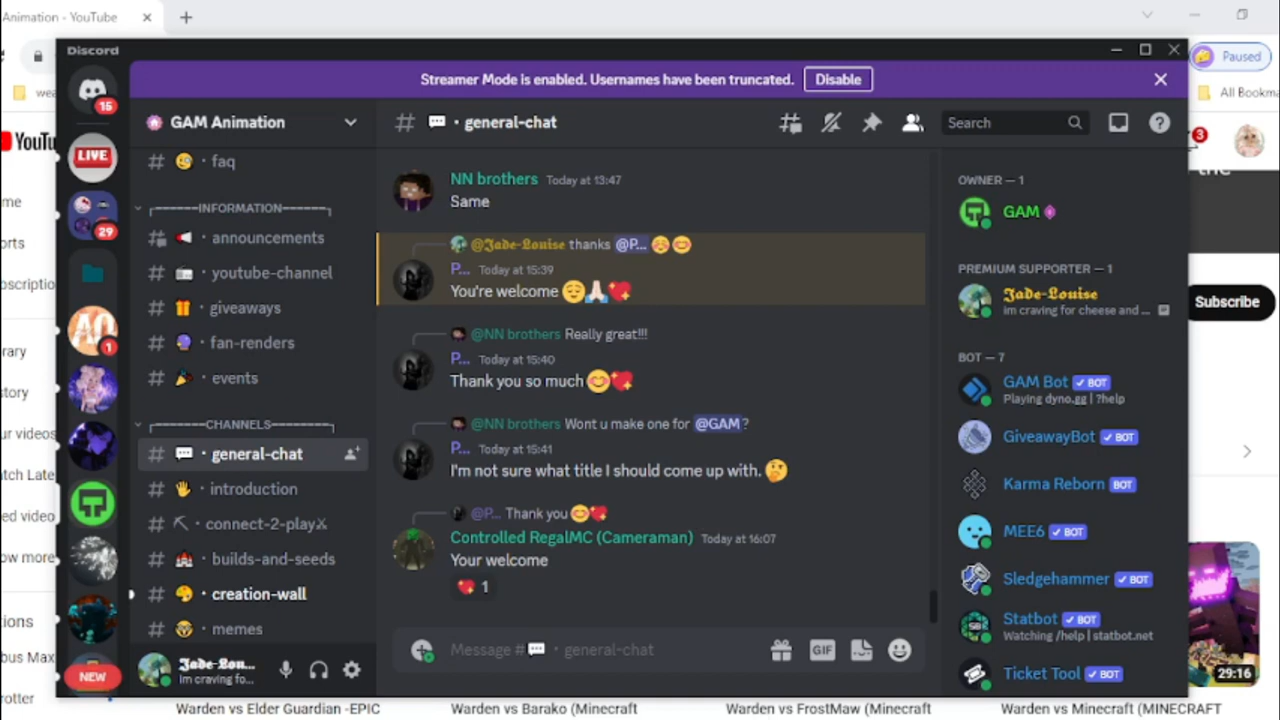 Animation - YouTube
Paused
All Bookma
YouTu
3
Subscribe
Discord
Streamer Mode is enabled. Usernames have been truncated.
Disable
15
LIVE
29
1
NEW
GAM Animation
faq
INFORMATION
announcements
youtube-channel
giveaways
fan-renders
events
CHANNELS
general-chat
introduction
connect-2-play
builds-and-seeds
creation-wall
memes
𝕵𝖆𝖉𝖊-𝕷𝖔𝖚...
im craving fo...
# 💬 · general-chat
Search
NN brothers Today at 13:47
Same
@𝕵𝖆𝖉𝖊-𝕷𝖔𝖚𝖎𝖘𝖊 thanks @P... ☺️😊
P... Today at 15:39
You're welcome 😌🙏🏻💖
@NN brothers Really great!!!
P... Today at 15:40
Thank you so much 😊💖
@NN brothers Wont u make one for @GAM?
P... Today at 15:41
I'm not sure what title I should come up with. 🤔
@P... Thank you 😊💖
Controlled RegalMC (Cameraman) Today at 16:07
Your welcome
💖 1
Message #💬 · general-chat
GIF
OWNER — 1
GAM
PREMIUM SUPPORTER — 1
𝕵𝖆𝖉𝖊-𝕷𝖔𝖚𝖎𝖘𝖊
im craving for cheese and ...
BOT — 7
GAM Bot ✓ BOT
Playing dyno.gg | ?help
GiveawayBot ✓ BOT
Karma Reborn BOT
MEE6 ✓ BOT
Sledgehammer ✓ BOT
Statbot ✓ BOT
Watching /help | statbot.net
Ticket Tool ✓ BOT
29:16
Warden vs Elder Guardian -EPIC
Warden vs Barako (Minecraft
Warden vs FrostMaw (Minecraft
Warden vs Minecraft (MINECRAFT